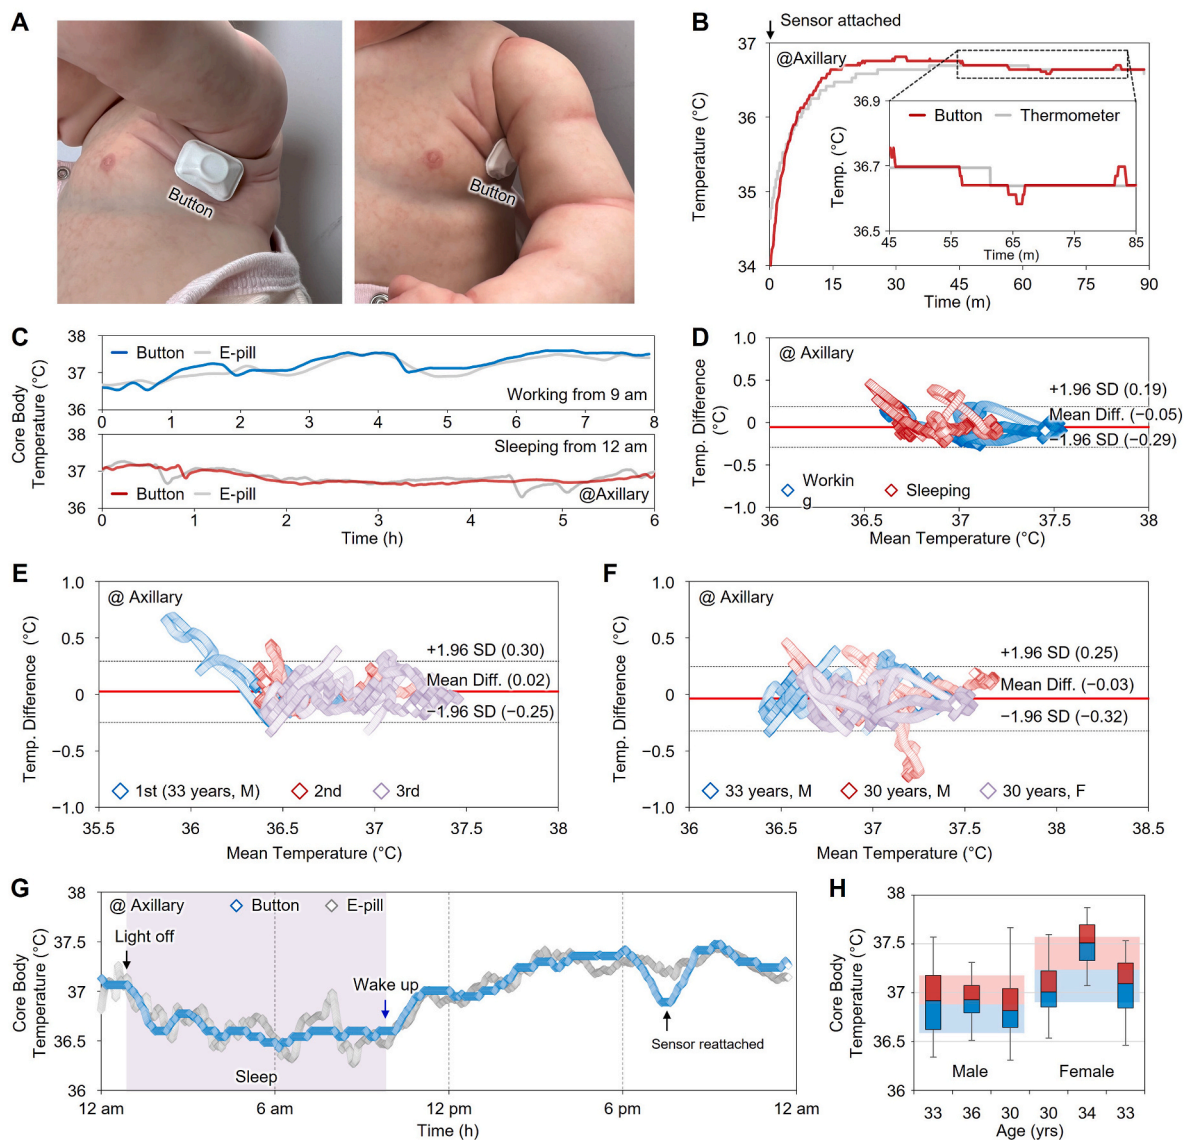 A
Button
Button
B
Sensor attached
@Axillary
Temperature (°C)
37
36
35
34
0 15 30 45 60 75 90
Time (m)
Button Thermometer
Temp. (°C)
36.9
36.7
36.5
45 55 65 75 85
Time (m)
C
Core Body
Temperature (°C)
38
37
36
Button E-pill
Working from 9 am
0 1 2 3 4 5 6 7 8
38
37
36
Sleeping from 12 am
Button E-pill
@Axillary
0 1 2 3 4 5 6
Time (h)
D
@ Axillary
Temp. Difference
(°C)
1.0
0.5
0
−0.5
−1.0
+1.96 SD (0.19)
Mean Diff. (−0.05)
−1.96 SD (−0.29)
Workin
g
Sleeping
36 36.5 37 37.5 38
Mean Temperature (°C)
E
@ Axillary
Temp. Difference (°C)
1.0
0.5
0
−0.5
−1.0
+1.96 SD (0.30)
Mean Diff. (0.02)
−1.96 SD (−0.25)
1st (33 years, M) 2nd 3rd
35.5 36 36.5 37 37.5 38
Mean Temperature (°C)
F
@ Axillary
Temp. Difference (°C)
1.0
0.5
0
−0.5
−1.0
+1.96 SD (0.25)
Mean Diff. (−0.03)
−1.96 SD (−0.32)
33 years, M 30 years, M 30 years, F
36 36.5 37 37.5 38 38.5
Mean Temperature (°C)
G
@ Axillary Button E-pill
Core Body
Temperature (°C)
38
37.5
37
36.5
36
Light off
Wake up
Sleep
Sensor reattached
12 am 6 am 12 pm 6 pm 12 am
Time (h)
H
Core Body
Temperature (°C)
38
37.5
37
36.5
36
Male Female
33 36 30 30 34 33
Age (yrs)